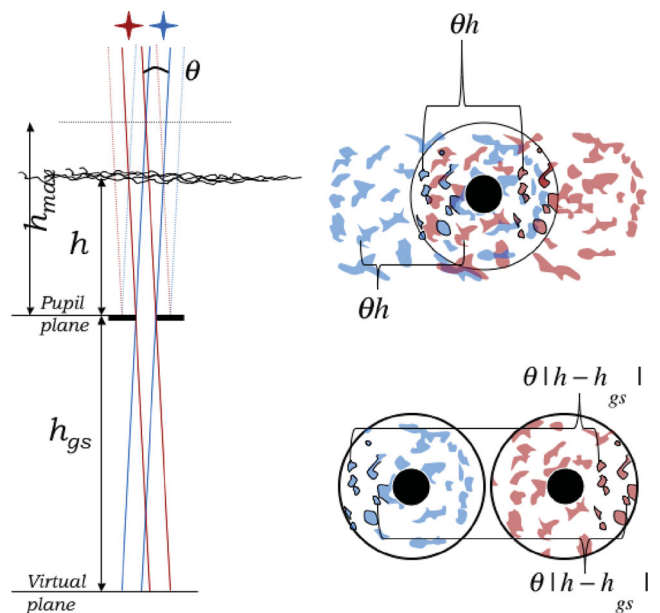 θ
h_max
h
Pupil
plane
h_gs
Virtual
plane
θh
θh
θ | h − h_gs |
θ | h − h_gs |